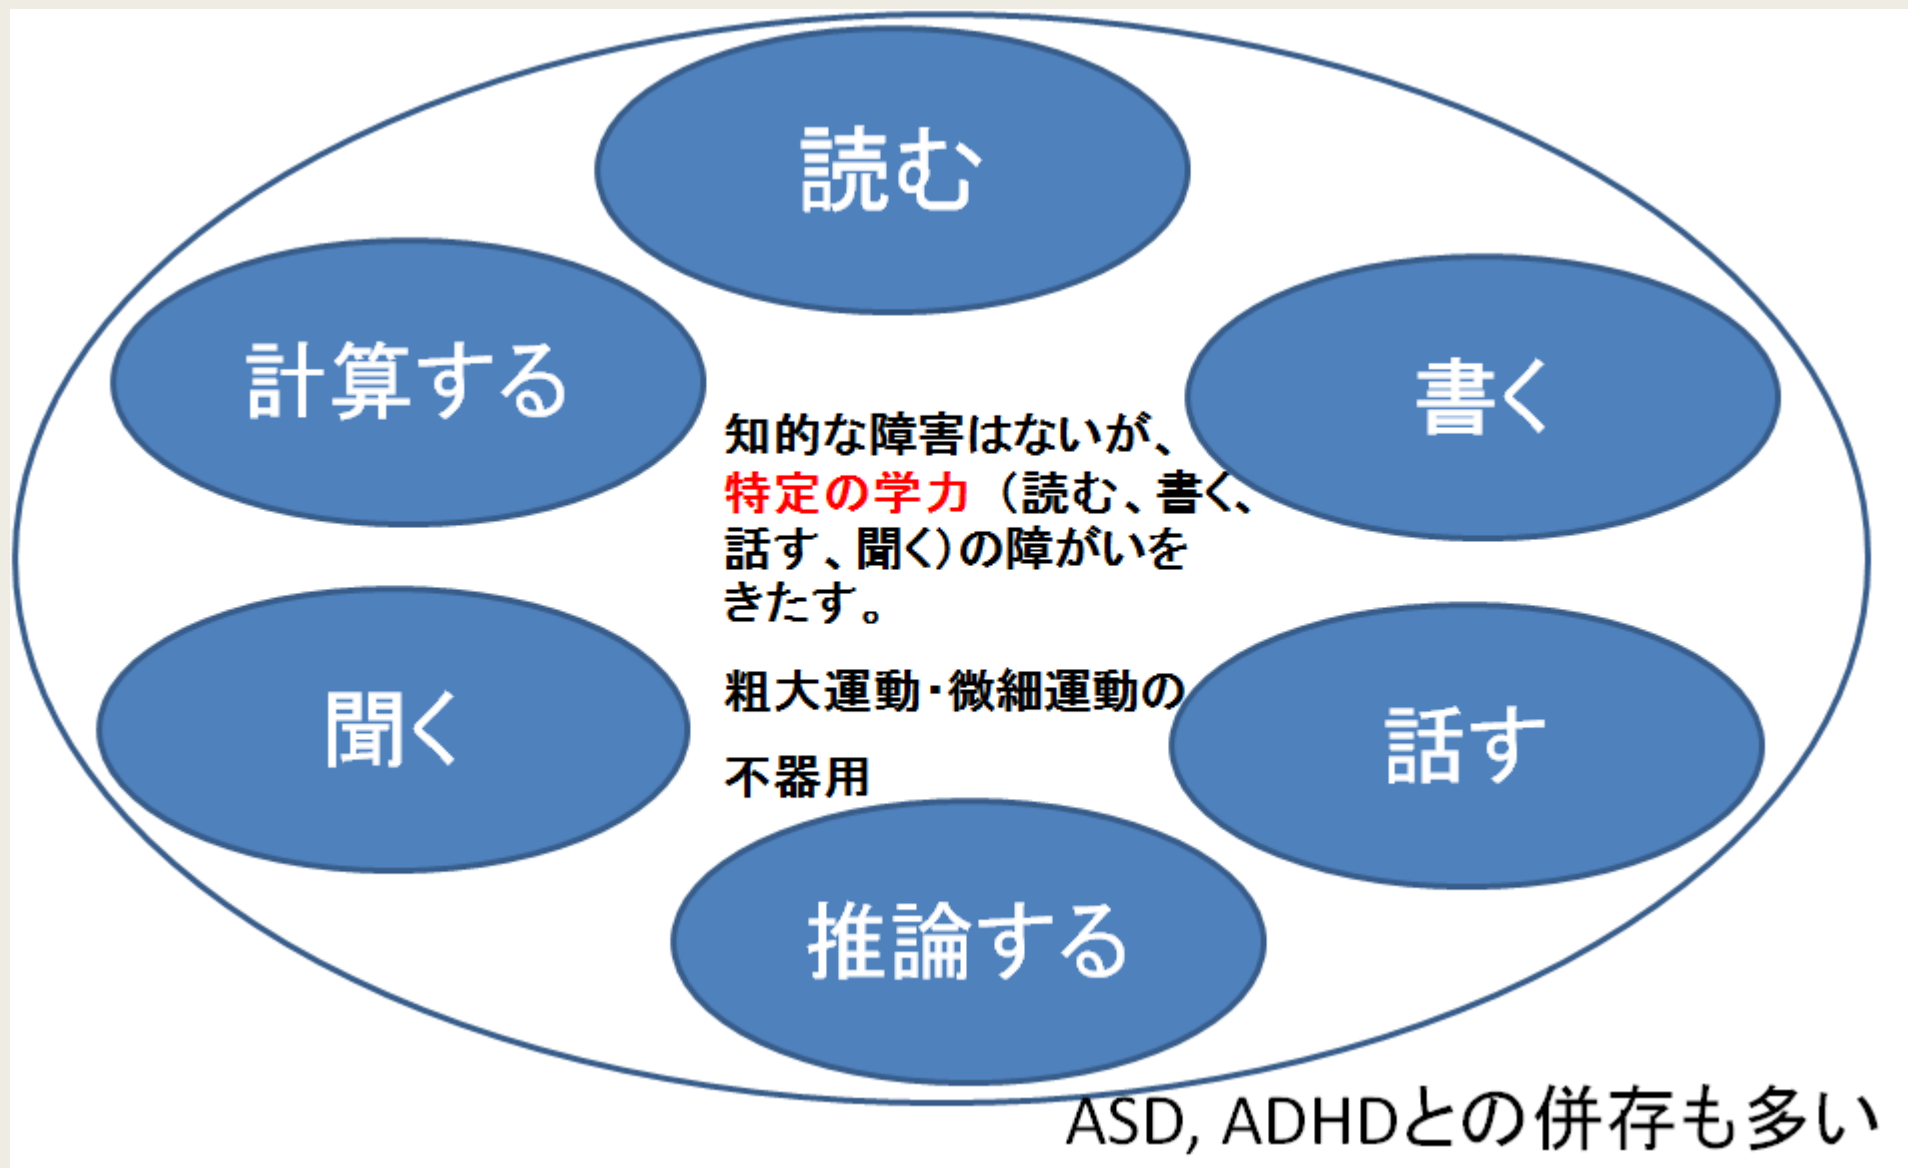 読む
計算する
書く
知的な障害はないが、
特定の学力（読む、書く、
話す、聞く）の障がいを
きたす。
粗大運動・微細運動の
不器用
聞く
話す
推論する
ASD, ADHDとの併存も多い